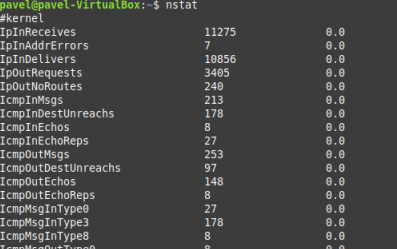 pavel@pavel-VirtualBox:~$ nstat
#kernel
IpInReceives 11275 0.0
IpInAddrErrors 7 0.0
IpInDelivers 10856 0.0
IpOutRequests 3405 0.0
IpOutNoRoutes 240 0.0
IcmpInMsgs 213 0.0
IcmpInDestUnreachs 178 0.0
IcmpInEchos 8 0.0
IcmpInEchoReps 27 0.0
IcmpOutMsgs 253 0.0
IcmpOutDestUnreachs 97 0.0
IcmpOutEchos 148 0.0
IcmpOutEchoReps 8 0.0
IcmpMsgInType0 27 0.0
IcmpMsgInType3 178 0.0
IcmpMsgInType8 8 0.0
IcmpMsgOutType0 8 0.0